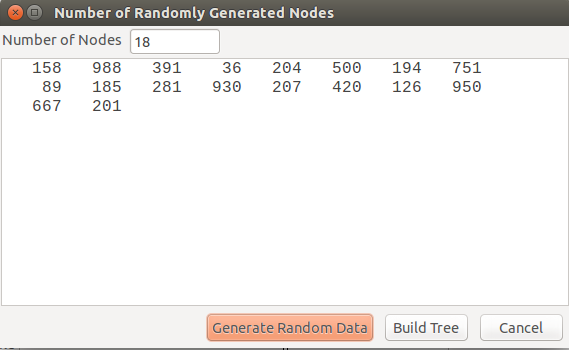 Number of Randomly Generated Nodes
Number of Nodes 18
158 988 391 36 204 500 194 751
89 185 281 930 207 420 126 950
667 201
Generate Random Data Build Tree Cancel